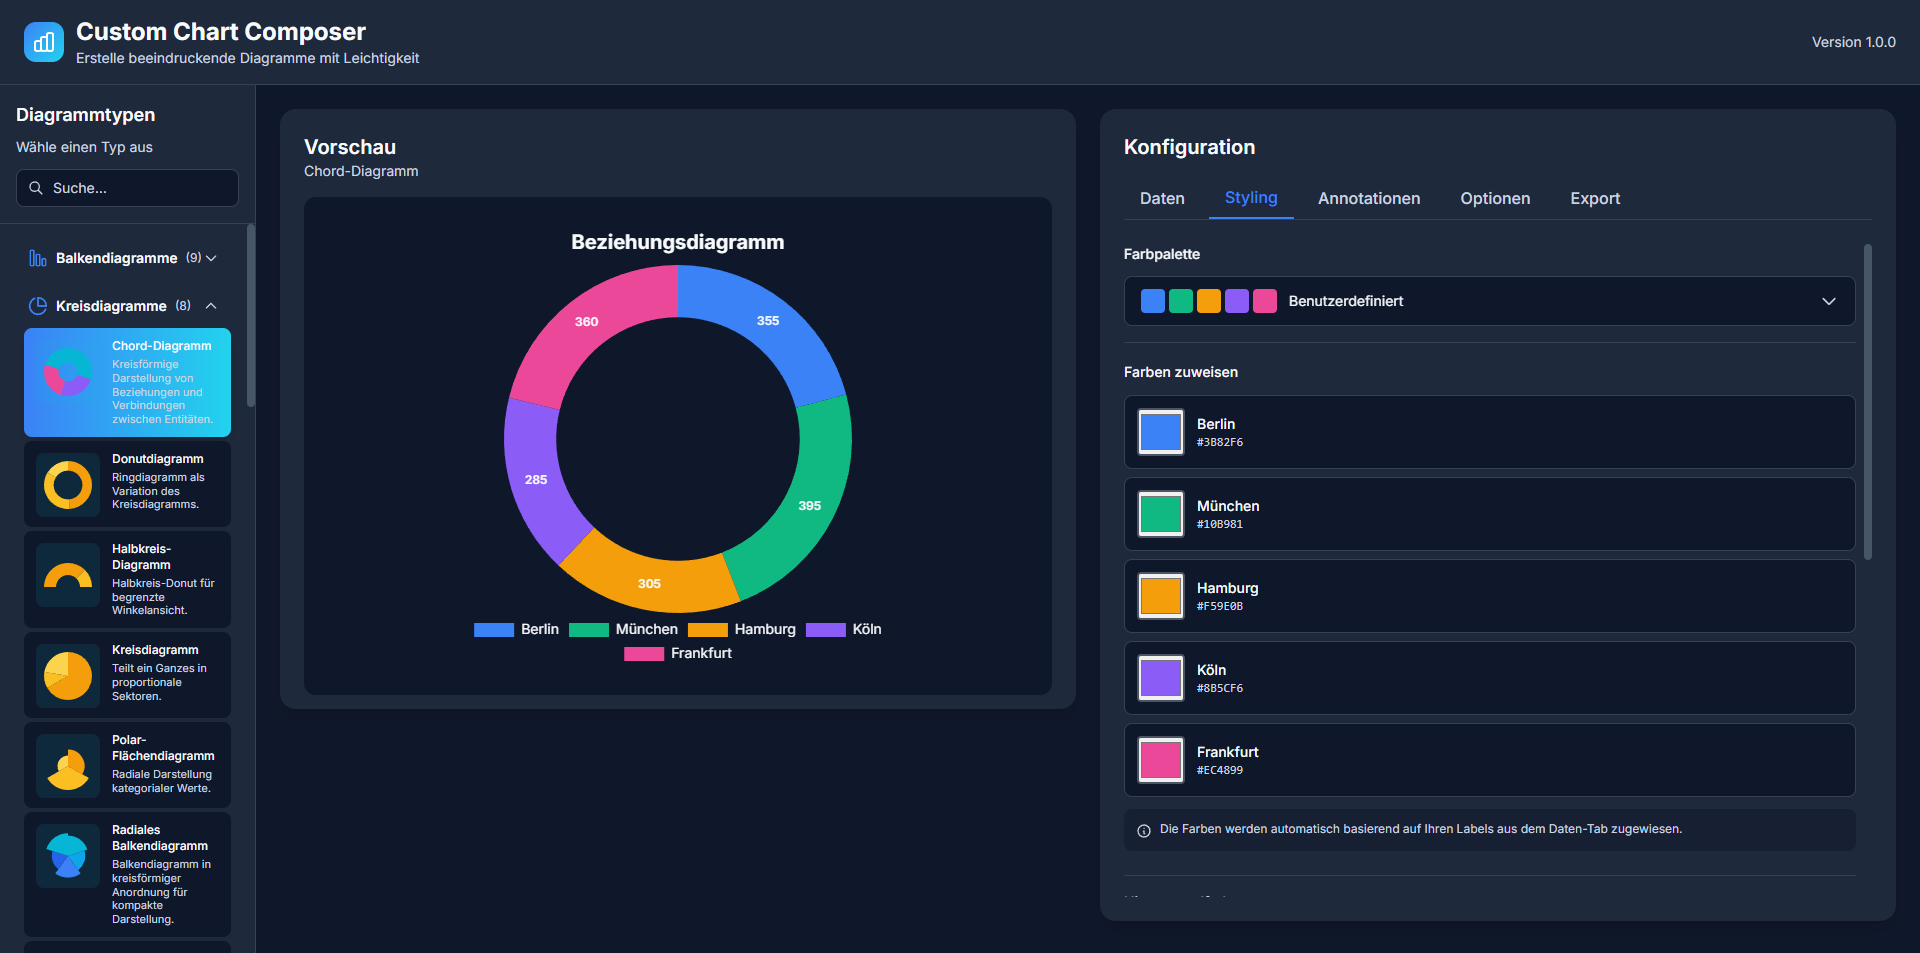 Custom Chart Composer
Erstelle beeindruckende Diagramme mit Leichtigkeit
Version 1.0.0
Diagrammtypen
Wähle einen Typ aus
Suche...
Balkendiagramme (9)
Kreisdiagramme (8)
Chord-Diagramm
Kreisförmige
Darstellung von
Beziehungen und
Verbindungen
zwischen Entitäten.
Donutdiagramm
Ringdiagramm als
Variation des
Kreisdiagramms.
Halbkreis-
Diagramm
Halbkreis-Donut für
begrenzte
Winkelansicht.
Kreisdiagramm
Teilt ein Ganzes in
proportionale
Sektoren.
Polar-
Flächendiagramm
Radiale Darstellung
kategorialer Werte.
Radiales
Balkendiagramm
Balkendiagramm in
kreisförmiger
Anordnung für
kompakte
Darstellung.
Vorschau
Chord-Diagramm
Beziehungsdiagramm
360
355
285
395
305
Berlin München Hamburg Köln
Frankfurt
Konfiguration
Daten Styling Annotationen Optionen Export
Farbpalette
Benutzerdefiniert
Farben zuweisen
Berlin
#3B82F6
München
#10B981
Hamburg
#F59E0B
Köln
#8B5CF6
Frankfurt
#EC4899
Die Farben werden automatisch basierend auf Ihren Labels aus dem Daten-Tab zugewiesen.